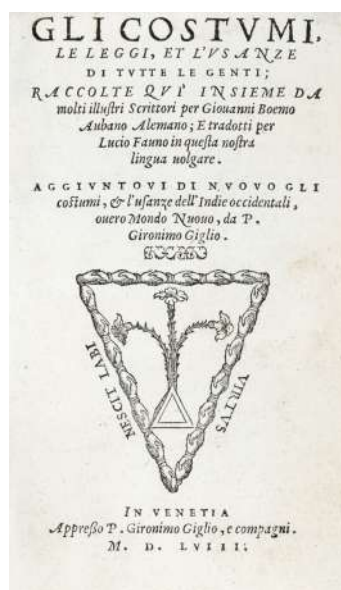 GLI COSTVMI,
LE LEGGI, ET L'VSANZE
DI TVTTE LE GENTI;
RACCOLTE QVI' INSIEME DA
molti illuſtri Scrittori per Giouanni Boemo
Aubano Alemano; E tradotti per
Lucio Fauno in queſta noſtra
lingua uolgare.
AGGIVNTOVI DI NVOVO GLI
coſtumi, & l'uſanze dell'Indie occidentali,
ouero Mondo Nuouo, da P.
Gironimo Giglio.
NESCIT LABI
VIRTVS
IN VENETIA
Appreſſo P. Gironimo Giglio, e compagni.
M. D. LVIII.